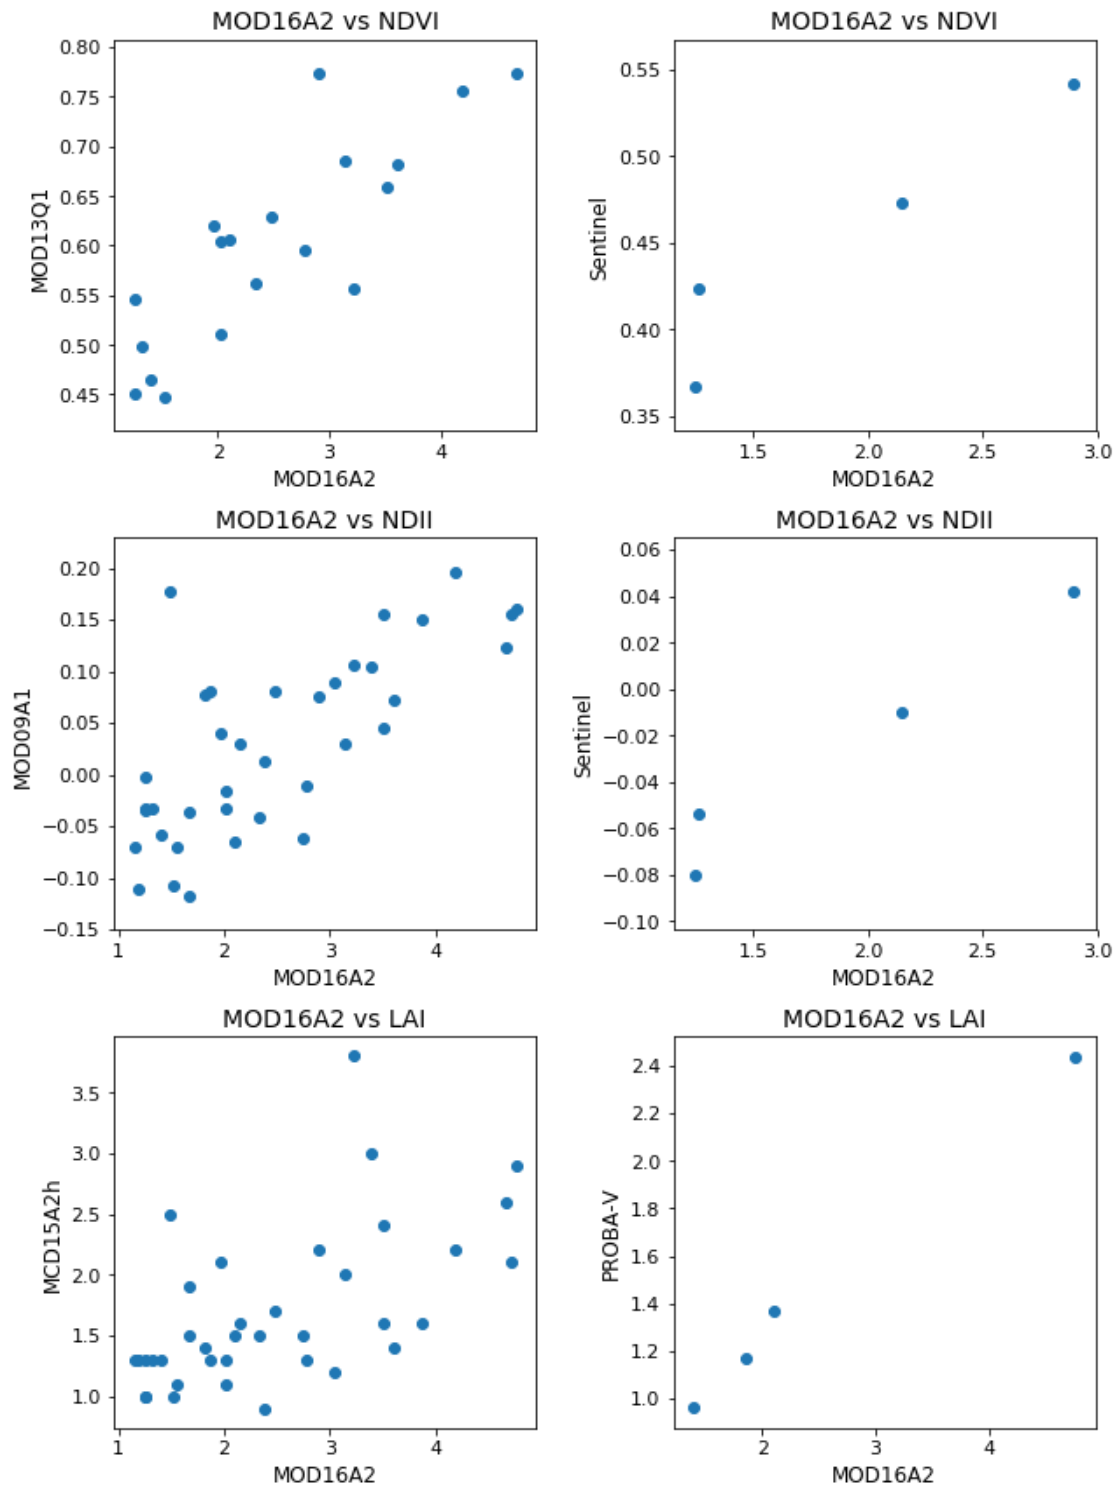 MOD16A2 vs NDVI
MOD13Q1
0.80
0.75
0.70
0.65
0.60
0.55
0.50
0.45
2 3 4
MOD16A2
MOD16A2 vs NDVI
Sentinel
0.55
0.50
0.45
0.40
0.35
1.5 2.0 2.5 3.0
MOD16A2
MOD16A2 vs NDII
MOD09A1
0.20
0.15
0.10
0.05
0.00
−0.05
−0.10
−0.15
1 2 3 4
MOD16A2
MOD16A2 vs NDII
Sentinel
0.06
0.04
0.02
0.00
−0.02
−0.04
−0.06
−0.08
−0.10
1.5 2.0 2.5 3.0
MOD16A2
MOD16A2 vs LAI
MCD15A2h
3.5
3.0
2.5
2.0
1.5
1.0
1 2 3 4
MOD16A2
MOD16A2 vs LAI
PROBA-V
2.4
2.2
2.0
1.8
1.6
1.4
1.2
1.0
2 3 4
MOD16A2